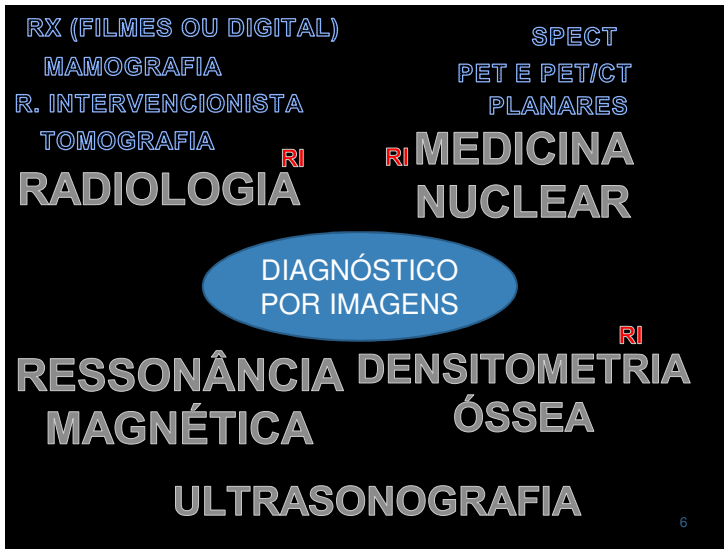 RX (FILMES OU DIGITAL)
MAMOGRAFIA
R. INTERVENCIONISTA
TOMOGRAFIA
RI
RADIOLOGIA
SPECT
PET E PET/CT
PLANARES
RI
MEDICINA
NUCLEAR
DIAGNÓSTICO
POR IMAGENS
RESSONÂNCIA
MAGNÉTICA
RI
DENSITOMETRIA
ÓSSEA
ULTRASONOGRAFIA
6